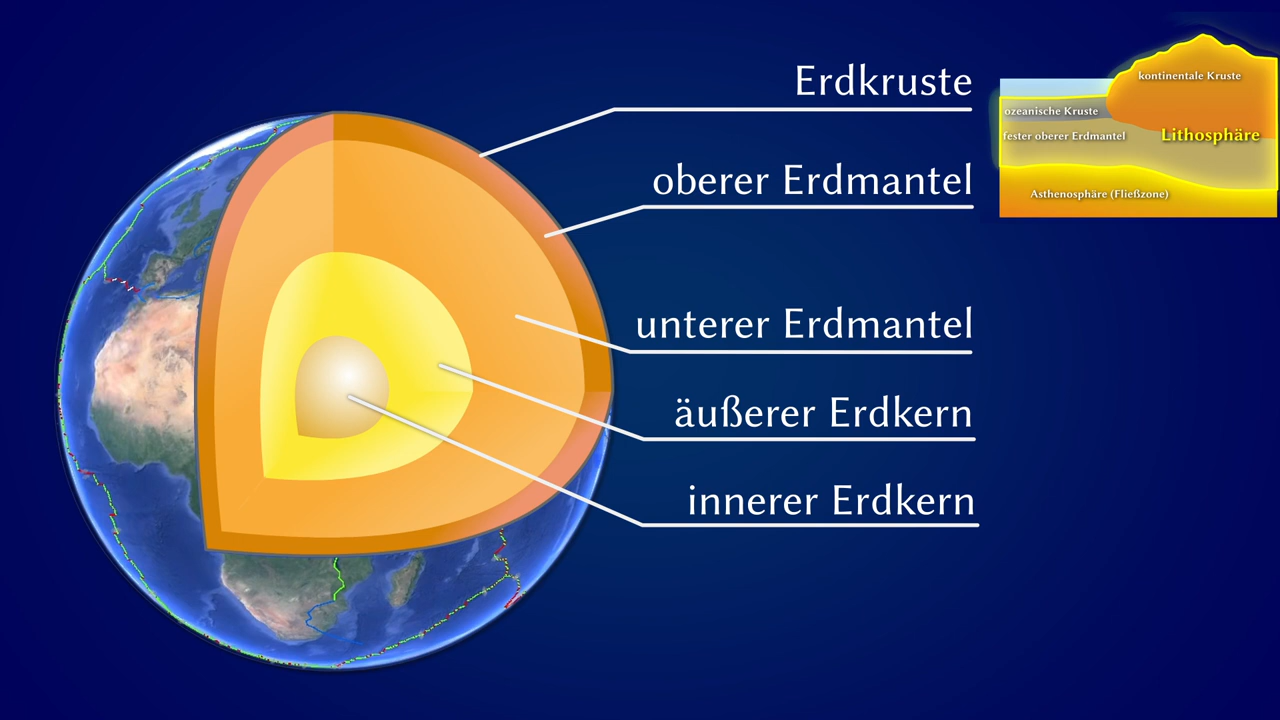 Erdkruste
oberer Erdmantel
unterer Erdmantel
äußerer Erdkern
innerer Erdkern
kontinentale Kruste
ozeanische Kruste
fester oberer Erdmantel
Lithosphäre
Asthenosphäre (Fließzone)